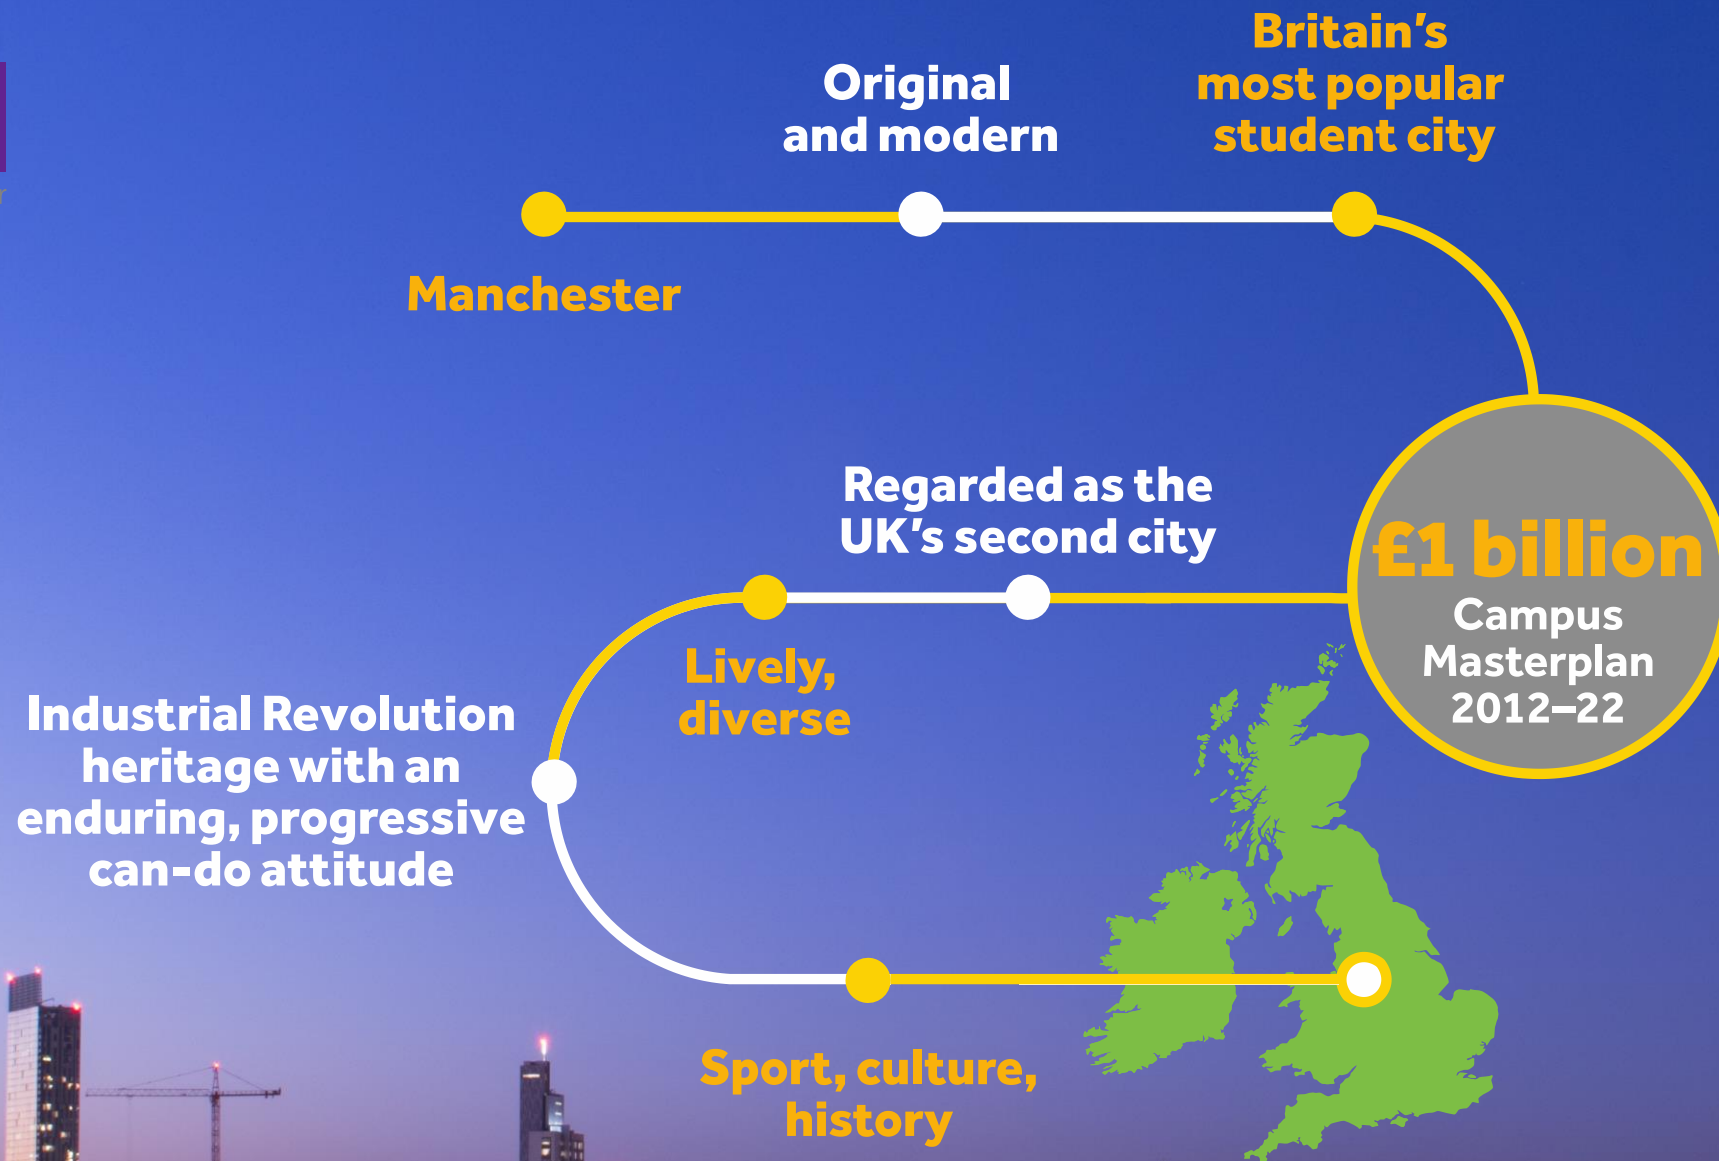 Manchester
Original
and modern
Britain's
most popular
student city
£1 billion
Campus
Masterplan
2012–22
Regarded as the
UK's second city
Lively,
diverse
Industrial Revolution
heritage with an
enduring, progressive
can-do attitude
Sport, culture,
history